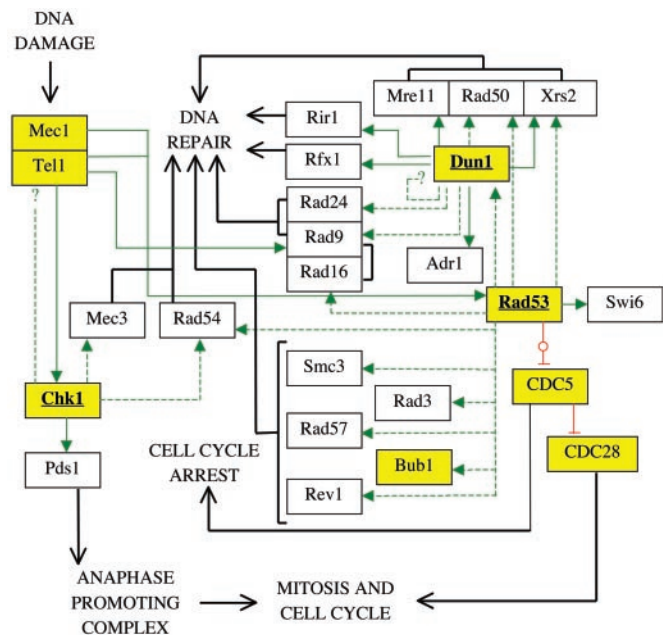 DNA
DAMAGE
Mre11 Rad50 Xrs2
Mec1
Tel1
DNA
REPAIR
Rir1
Rfx1
Dun1
?
?
Rad24
Rad9
Rad16
Adr1
Mec3
Rad54
Rad53
Swi6
Smc3
Rad3
CDC5
Chk1
Rad57
Pds1
CELL CYCLE
ARREST
Bub1
CDC28
Rev1
ANAPHASE
PROMOTING
COMPLEX
MITOSIS AND
CELL CYCLE